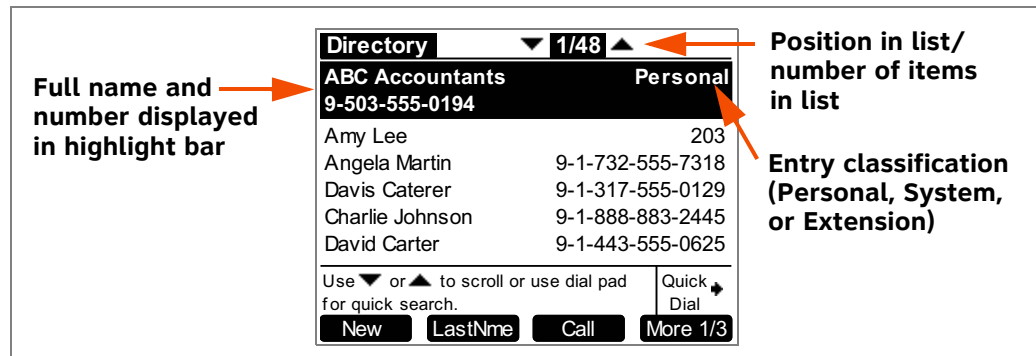 Full name and
number displayed
in highlight bar
Directory ▼ 1/48 ▲
ABC Accountants Personal
9-503-555-0194
Amy Lee 203
Angela Martin 9-1-732-555-7318
Davis Caterer 9-1-317-555-0129
Charlie Johnson 9-1-888-883-2445
David Carter 9-1-443-555-0625
Use ▼ or ▲ to scroll or use dial pad
for quick search.
Quick
Dial
New LastNme Call More 1/3
Position in list/
number of items
in list
Entry classification
(Personal, System,
or Extension)